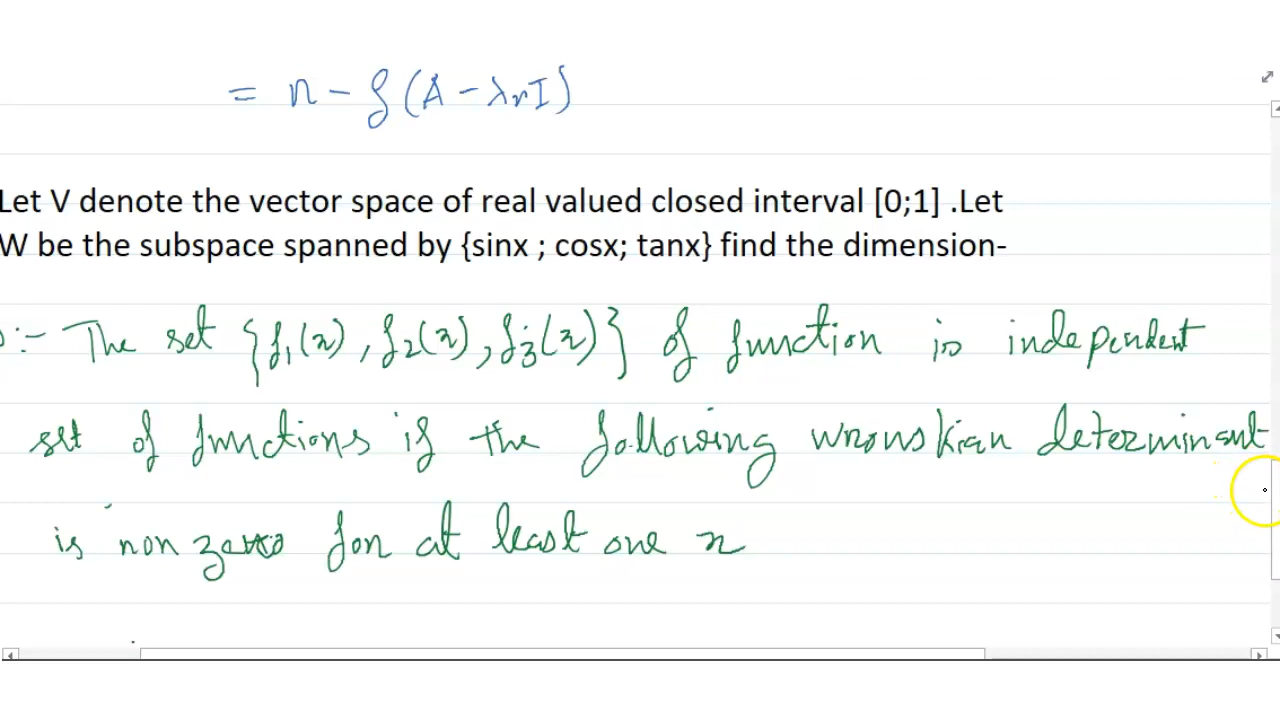 = n - ρ(A - λrI)
Let V denote the vector space of real valued closed interval [0;1] .Let
W be the subspace spanned by {sinx ; cosx; tanx} find the dimension-
:- The set {f₁(x), f₂(x), f₃(x)} of function is independent
set of functions if the following wronskian determinant
is non zero for at least one x